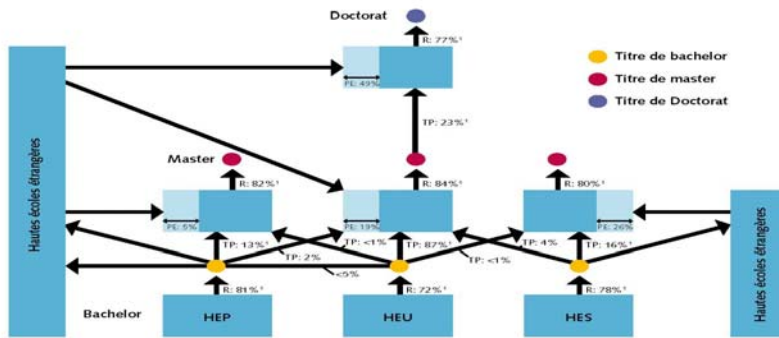 Doctorat
R: 77%¹
Titre de bachelor
Titre de master
Titre de Doctorat
PE: 49%
TP: 23%¹
Hautes écoles étrangères
Master
R: 82%¹
R: 84%¹
R: 80%¹
PE: 5%
PE: 19%
PE: 26%
TP: 13%¹
TP: <1%
TP: 87%¹
TP: 4%
TP: 16%¹
TP: 2%
TP: <1%
<5%
Hautes écoles étrangères
R: 81%¹
R: 72%¹
R: 78%¹
Bachelor
HEP
HEU
HES